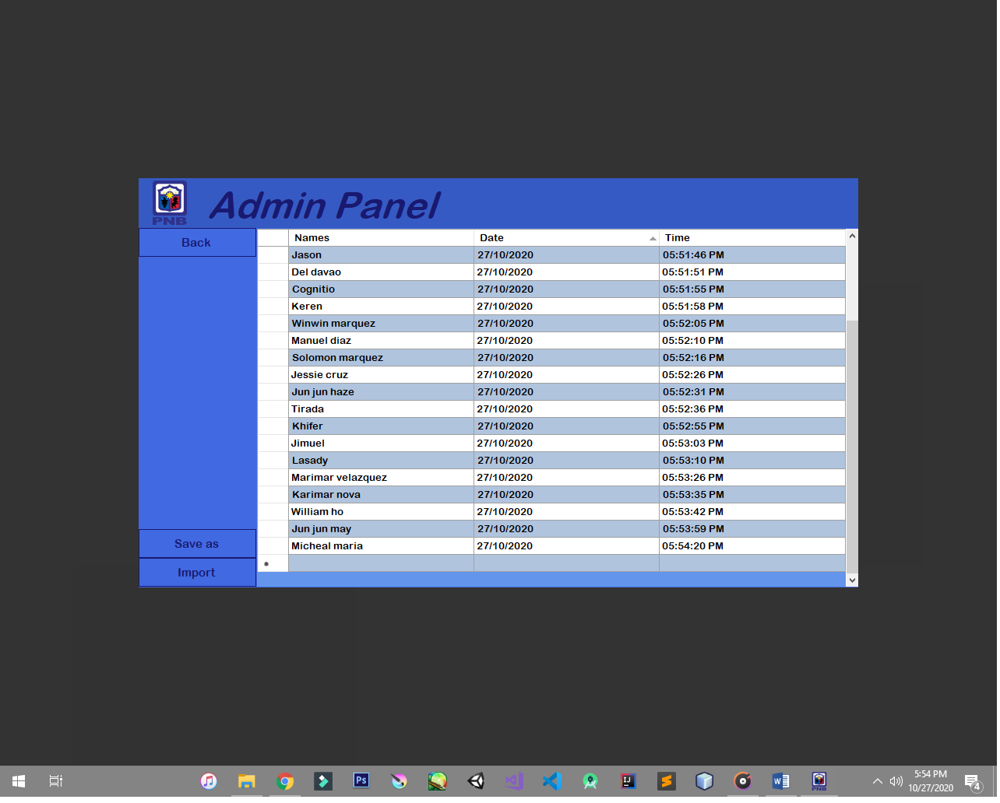 PNB
Admin Panel
Back
Names Date Time
Jason 27/10/2020 05:51:46 PM
Del davao 27/10/2020 05:51:51 PM
Cognitio 27/10/2020 05:51:55 PM
Keren 27/10/2020 05:51:58 PM
Winwin marquez 27/10/2020 05:52:05 PM
Manuel diaz 27/10/2020 05:52:10 PM
Solomon marquez 27/10/2020 05:52:16 PM
Jessie cruz 27/10/2020 05:52:26 PM
Jun jun haze 27/10/2020 05:52:31 PM
Tirada 27/10/2020 05:52:36 PM
Khifer 27/10/2020 05:52:55 PM
Jimuel 27/10/2020 05:53:03 PM
Lasady 27/10/2020 05:53:10 PM
Marimar velazquez 27/10/2020 05:53:26 PM
Karimar nova 27/10/2020 05:53:35 PM
William ho 27/10/2020 05:53:42 PM
Jun jun may 27/10/2020 05:53:59 PM
Micheal maria 27/10/2020 05:54:20 PM
*
Save as
Import
Ps
IJ
W
PNB
5:54 PM
10/27/2020
4